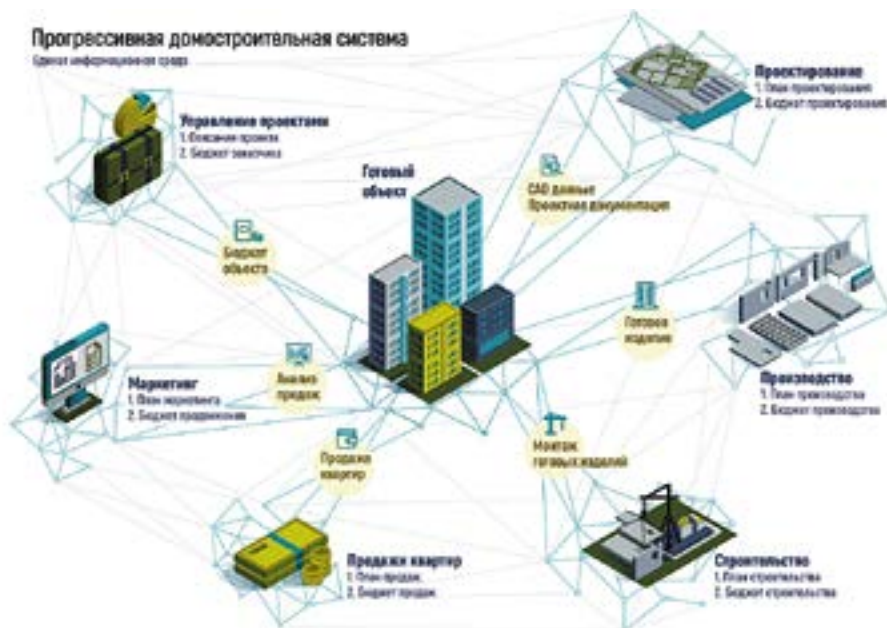 Прогрессивная домостроительная система
Единая информационная среда
Управление проектами
1. Описание проекта
2. Бюджет заказчика
Проектирование
1. План проектирования
2. Бюджет проектирования
Готовый
объект
CAD данные
Проектная документация
Бюджет
объекта
Готовое
изделие
Маркетинг
1. План маркетинга
2. Бюджет продвижения
Анализ
продаж
Производство
1. План производства
2. Бюджет производства
Продажи
квартир
Монтаж
готовых изделий
Продажи квартир
1. План продаж
2. Бюджет продаж
Строительство
1. План строительства
2. Бюджет строительства